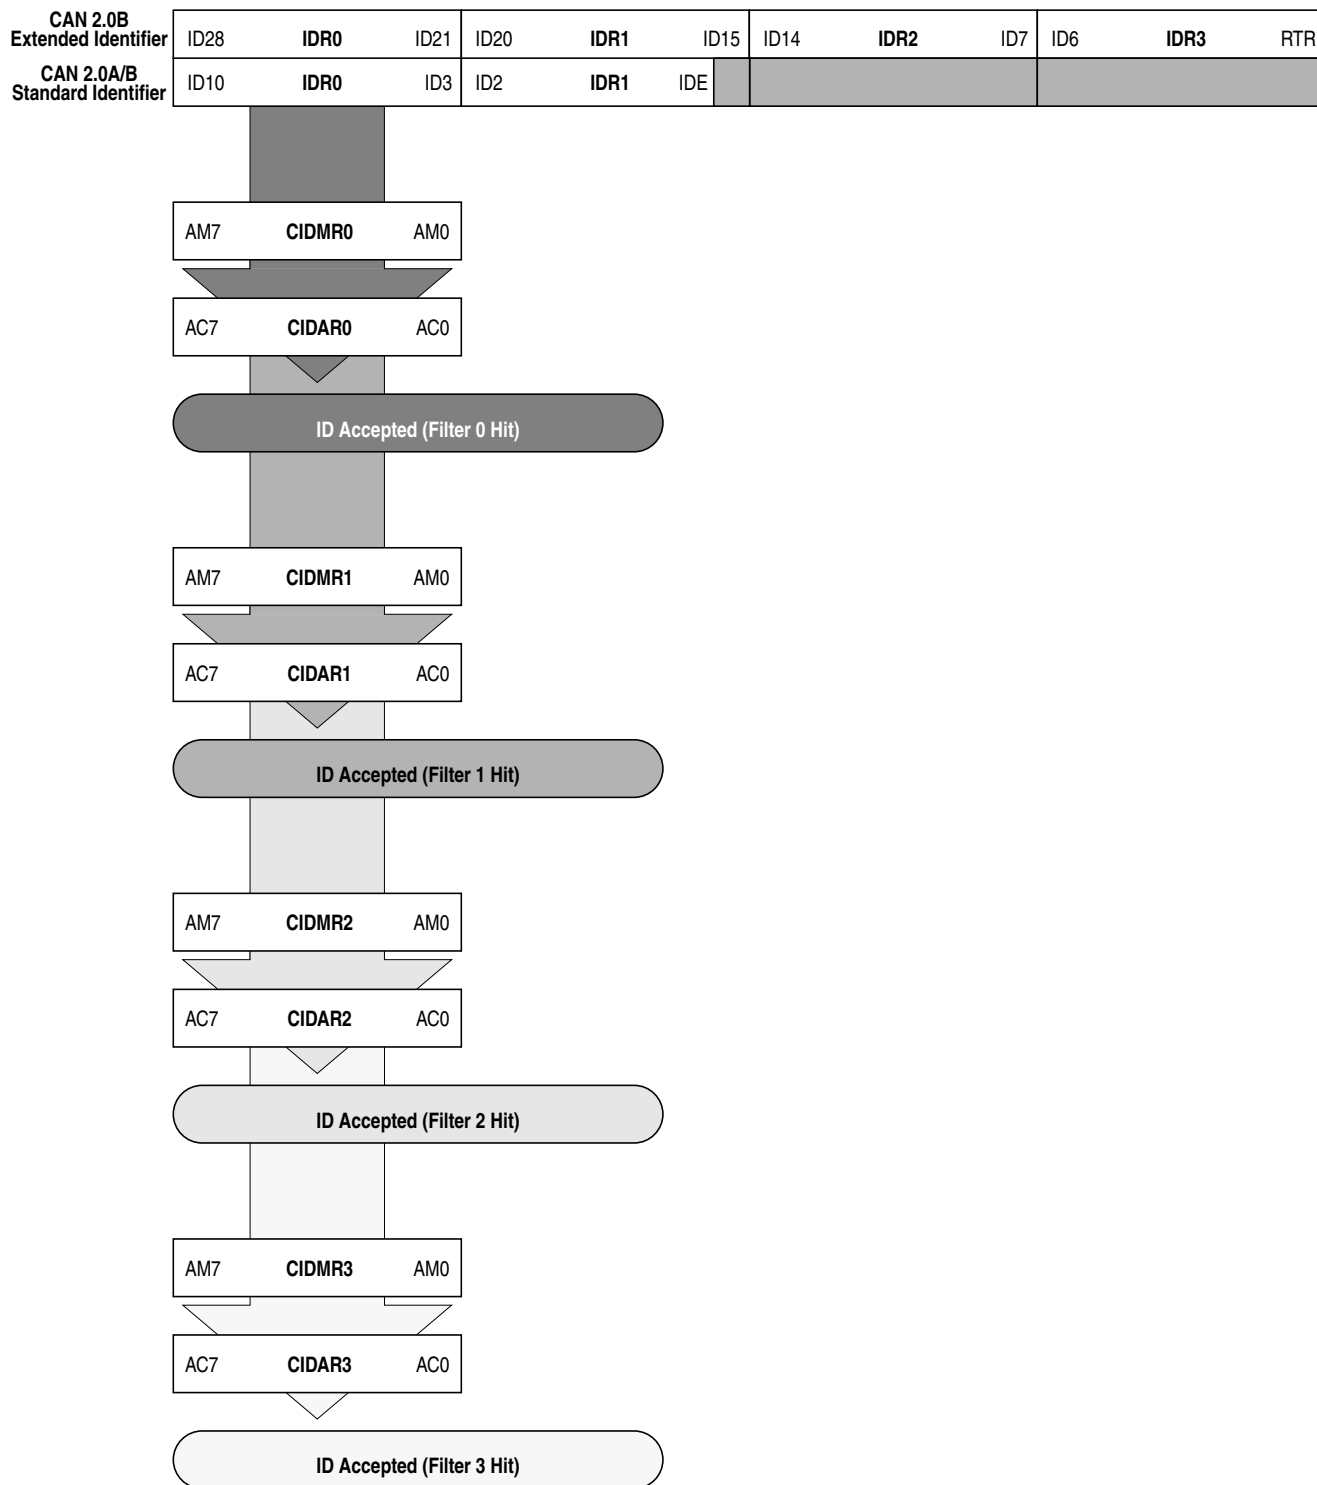 CAN 2.0B
Extended Identifier ID28 IDR0 ID21 ID20 IDR1 ID15 ID14 IDR2 ID7 ID6 IDR3 RTR
CAN 2.0A/B
Standard Identifier ID10 IDR0 ID3 ID2 IDR1 IDE
AM7 CIDMR0 AM0
AC7 CIDAR0 AC0
ID Accepted (Filter 0 Hit)
AM7 CIDMR1 AM0
AC7 CIDAR1 AC0
ID Accepted (Filter 1 Hit)
AM7 CIDMR2 AM0
AC7 CIDAR2 AC0
ID Accepted (Filter 2 Hit)
AM7 CIDMR3 AM0
AC7 CIDAR3 AC0
ID Accepted (Filter 3 Hit)